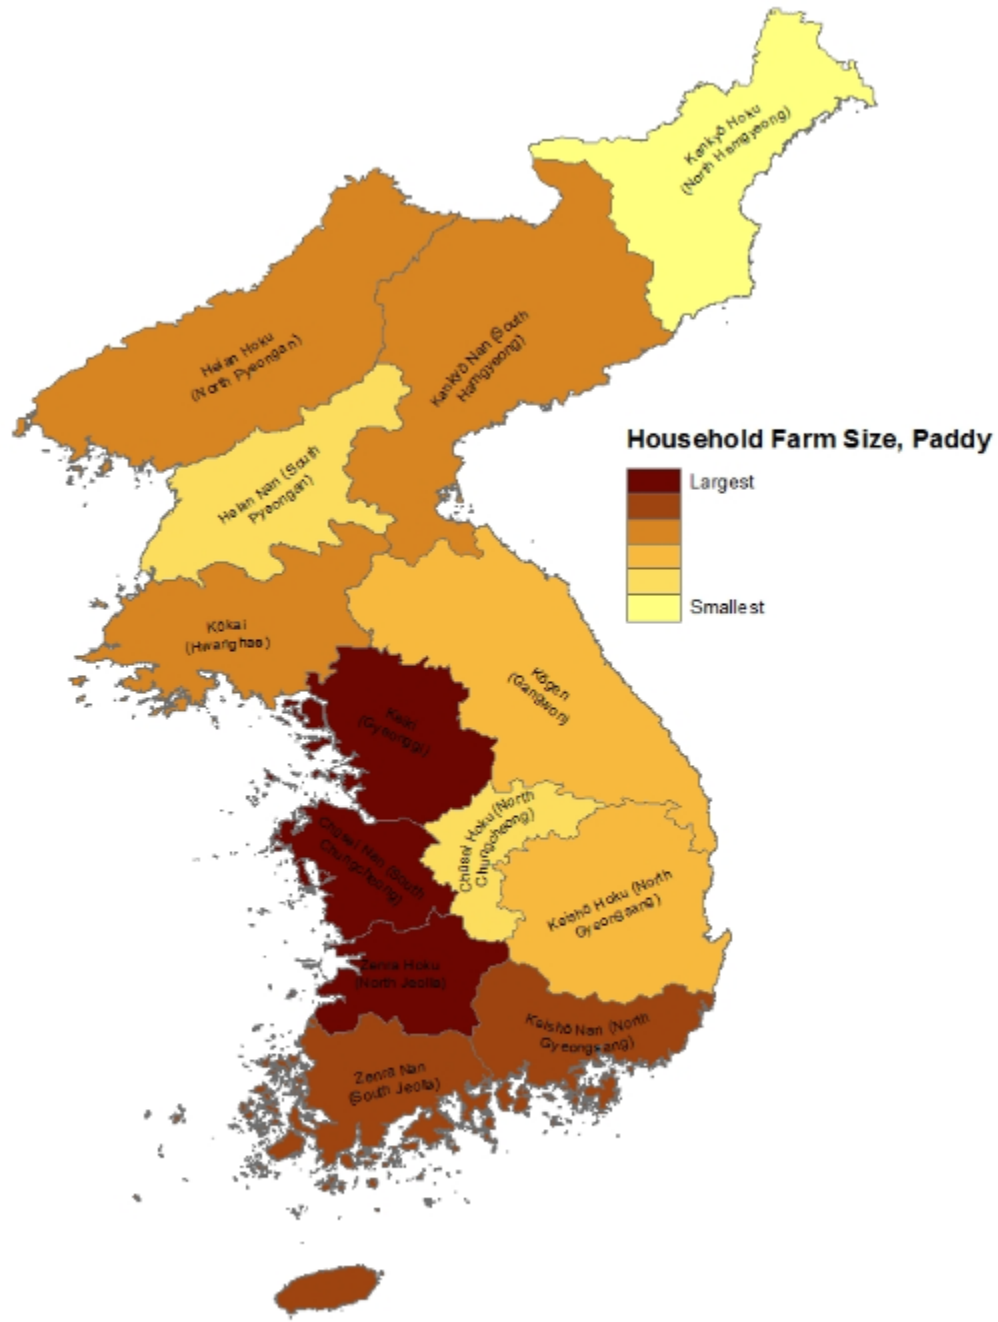 Kankyō Hoku
(North Hamgyeong)
Heian Hoku
(North Pyeongan)
Kankyō Nan (South
Hamgyeong)
Household Farm Size, Paddy
Largest
Smallest
Heian Nan (South
Pyeongan)
Kōkai
(Hwanghae)
Kōgen
(Gangwon)
Keiki
(Gyeonggi)
Chūsei Hoku (North
Chungcheong)
Chūsei Nan (South
Chungcheong)
Keishō Hoku (North
Gyeongsang)
Zenra Hoku
(North Jeolla)
Keishō Nan (North
Gyeongsang)
Zenra Nan
(South Jeolla)